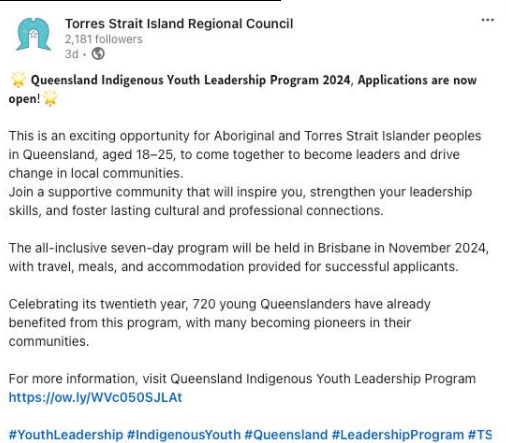 Torres Strait Island Regional Council
2,181 followers
3d •
🌟 Queensland Indigenous Youth Leadership Program 2024, Applications are now
open! 🌟
This is an exciting opportunity for Aboriginal and Torres Strait Islander peoples
in Queensland, aged 18–25, to come together to become leaders and drive
change in local communities.
Join a supportive community that will inspire you, strengthen your leadership
skills, and foster lasting cultural and professional connections.
The all-inclusive seven-day program will be held in Brisbane in November 2024,
with travel, meals, and accommodation provided for successful applicants.
Celebrating its twentieth year, 720 young Queenslanders have already
benefited from this program, with many becoming pioneers in their
communities.
For more information, visit Queensland Indigenous Youth Leadership Program
https://ow.ly/WVc050SJLAt
#YouthLeadership #IndigenousYouth #Queensland #LeadershipProgram #TS